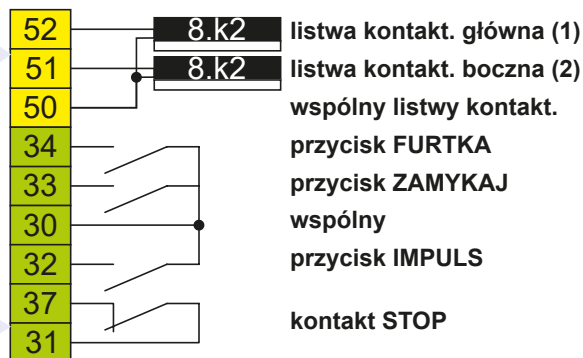 52 8.k2 listwa kontakt. główna (1)
51 8.k2 listwa kontakt. boczna (2)
50 wspólny listwy kontakt.
34 przycisk FURTKA
33 przycisk ZAMYKAJ
30 wspólny
32 przycisk IMPULS
37
kontakt STOP
31